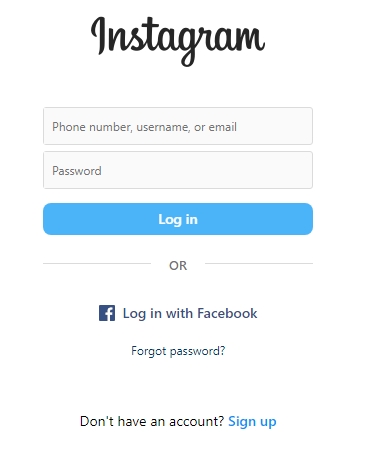 Instagram
Phone number, username, or email
Password
Log in
OR
Log in with Facebook
Forgot password?
Don't have an account? Sign up